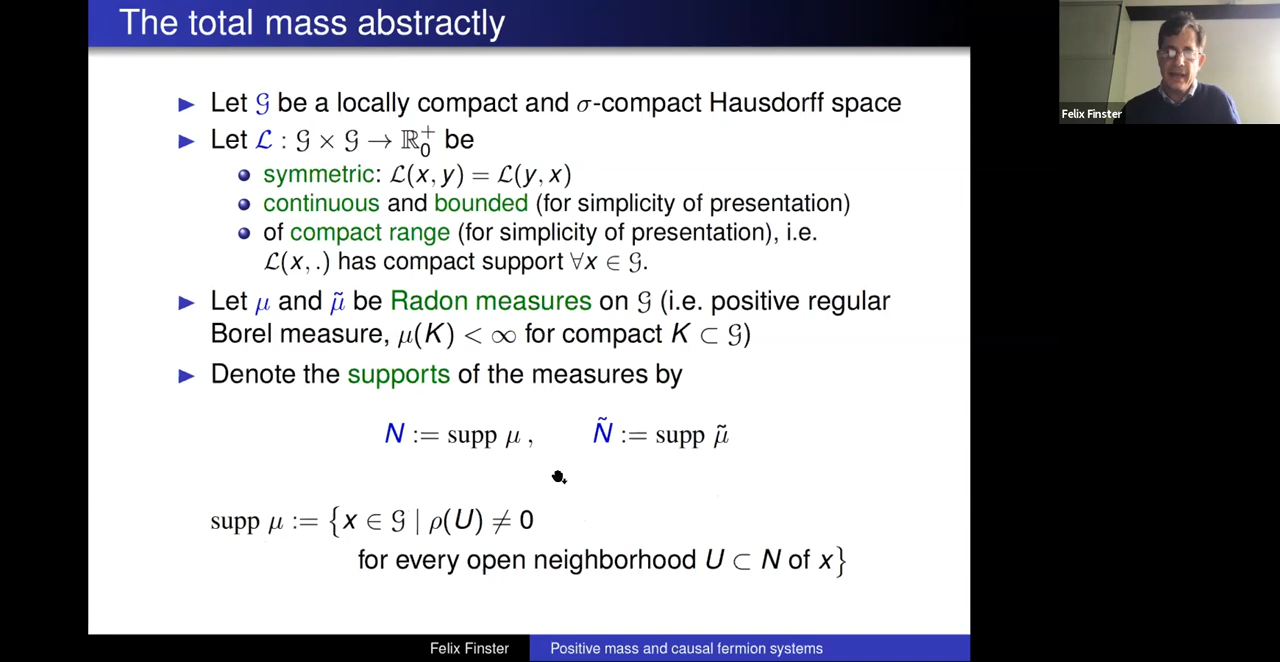 The total mass abstractly
Felix Finster
▶ Let 𝒢 be a locally compact and σ-compact Hausdorff space
▶ Let ℒ : 𝒢 × 𝒢 → ℝ₀⁺ be
• symmetric: ℒ(x, y) = ℒ(y, x)
• continuous and bounded (for simplicity of presentation)
• of compact range (for simplicity of presentation), i.e.
ℒ(x, .) has compact support ∀x ∈ 𝒢.
▶ Let μ and μ̃ be Radon measures on 𝒢 (i.e. positive regular
Borel measure, μ(K) < ∞ for compact K ⊂ 𝒢)
▶ Denote the supports of the measures by
N := supp μ , Ñ := supp μ̃
supp μ := {x ∈ 𝒢 | ρ(U) ≠ 0
for every open neighborhood U ⊂ N of x}
Felix Finster Positive mass and causal fermion systems